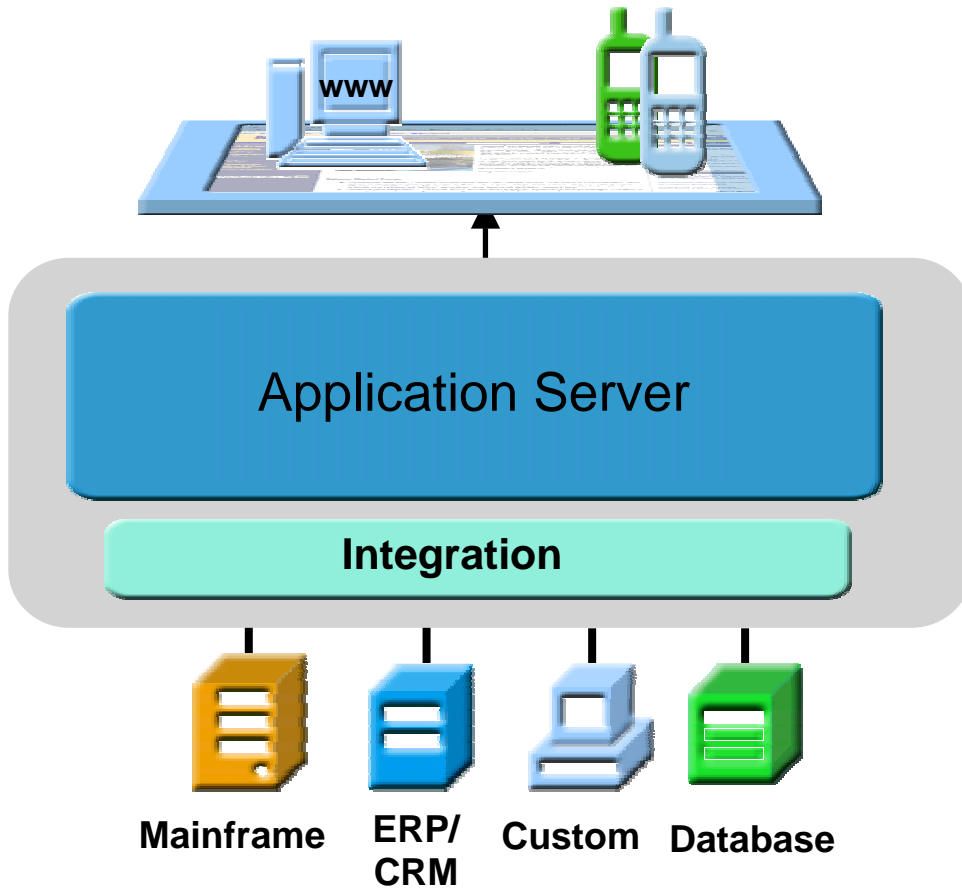 www
Application Server
Integration
Mainframe
ERP/
CRM
Custom
Database